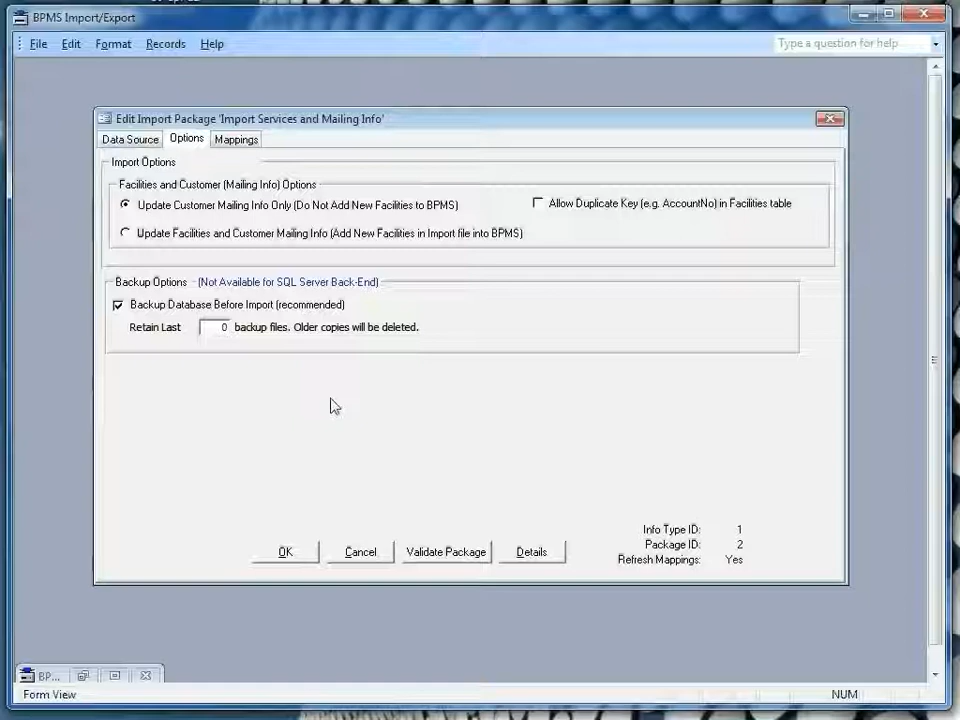 BPMS Import/Export
File Edit Format Records Help
Type a question for help
Edit Import Package 'Import Services and Mailing Info'
Data Source Options Mappings
Import Options
Facilities and Customer (Mailing Info) Options
Update Customer Mailing Info Only (Do Not Add New Facilities to BPMS)
Allow Duplicate Key (e.g. AccountNo) in Facilities table
Update Facilities and Customer Mailing Info (Add New Facilities in Import file into BPMS)
Backup Options (Not Available for SQL Server Back-End)
Backup Database Before Import (recommended)
Retain Last 0 backup files. Older copies will be deleted.
Info Type ID: 1
OK Cancel Validate Package Details
Package ID: 2
Refresh Mappings: Yes
BP...
Form View
NUM